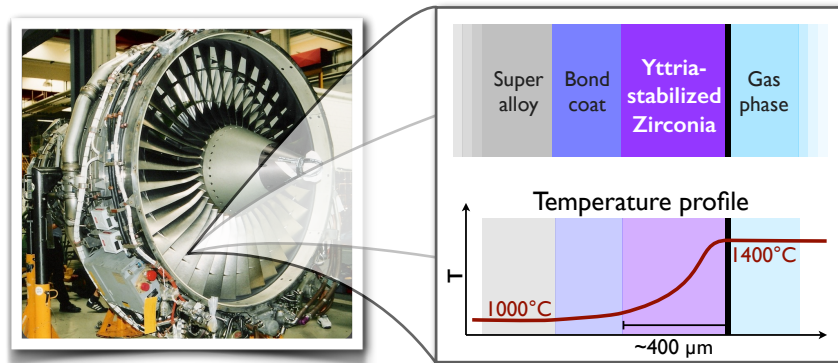 Super
alloy
Bond
coat
Yttria-
stabilized
Zirconia
Gas
phase
Temperature profile
T
1000°C
1400°C
~400 μm